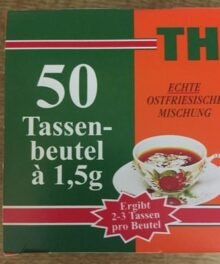 50
Tassen-
beutel
à 1,5g
TH
ECHTE
OSTFRIESISCHE
MISCHUNG
Ergibt
2-3 Tassen
pro Beutel